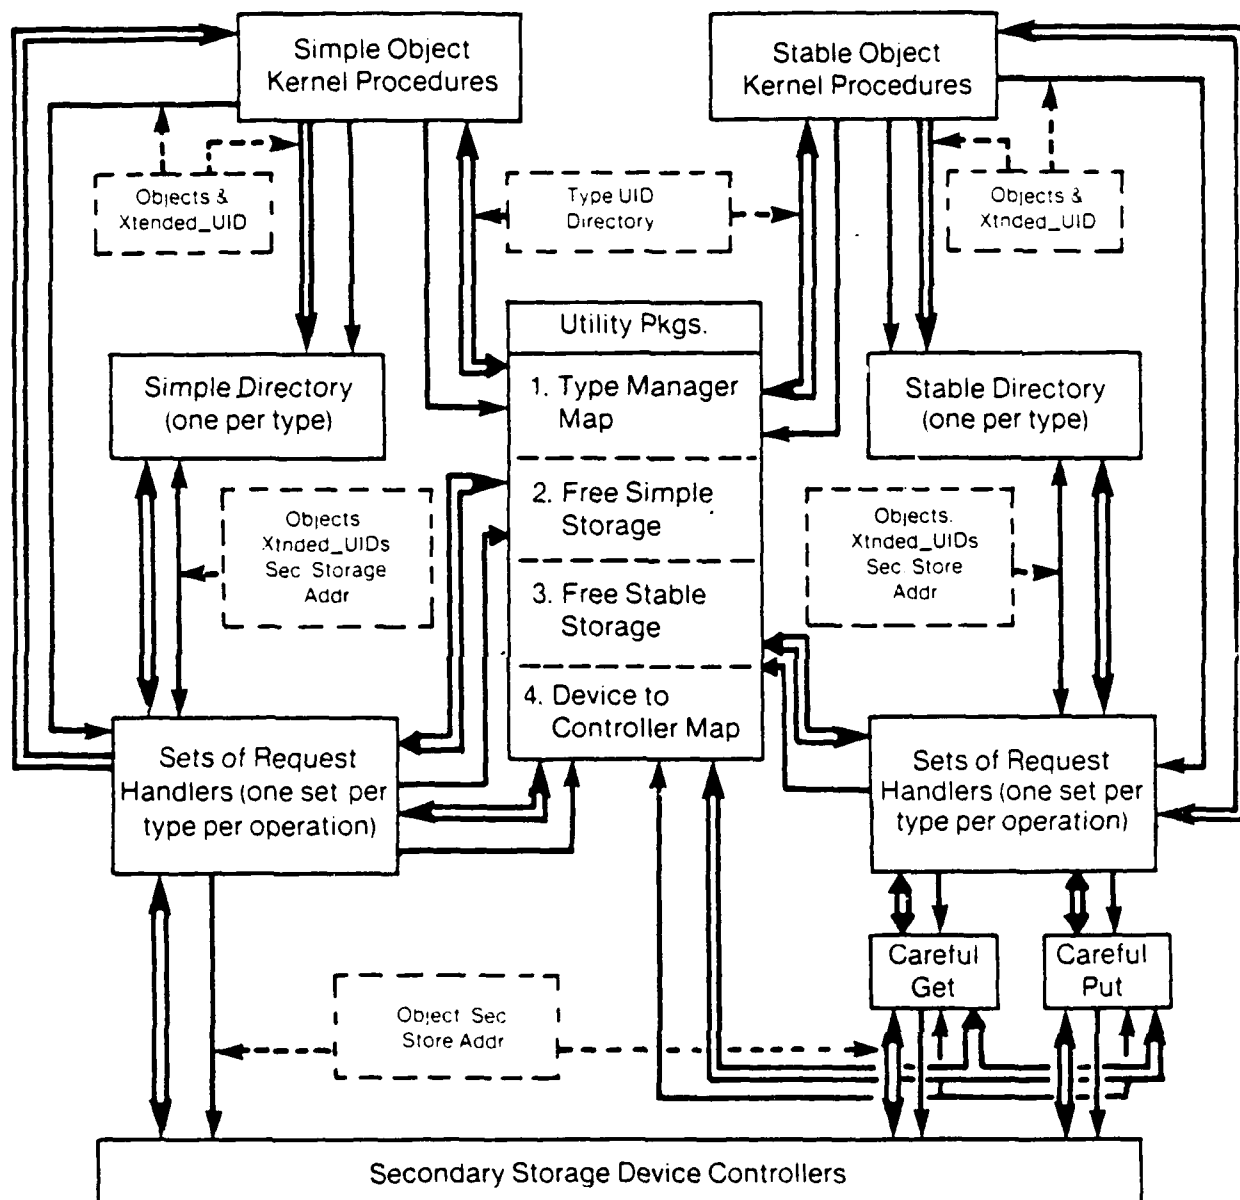 Simple Object
Kernel Procedures
Stable Object
Kernel Procedures
Objects &
Xtended_UID
Type UID
Directory
Objects &
Xtnded_UID
Utility Pkgs.
Simple Directory
(one per type)
1. Type Manager
Map
Stable Directory
(one per type)
2. Free Simple
Storage
Objects
Xtnded_UIDs
Sec. Storage
Addr
Objects.
Xtnded_UIDs
Sec. Store
Addr
3. Free Stable
Storage
4. Device to
Controller Map
Sets of Request
Handlers (one set per
type per operation)
Sets of Request
Handlers (one set per
type per operation)
Careful
Get
Careful
Put
Object Sec
Store Addr
Secondary Storage Device Controllers